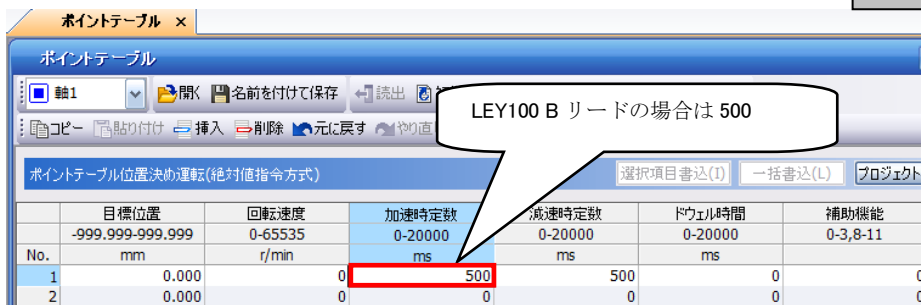 ポイントテーブル ×
ポイントテーブル
軸1 開く 名前を付けて保存 読出
LEY100 B リードの場合は 500
コピー 貼り付け 挿入 削除 元に戻す やり直
ポイントテーブル位置決め運転(絶対値指令方式) 選択項目書込(I) 一括書込(L) プロジェクト
目標位置 回転速度 加速時定数 減速時定数 ドウェル時間 補助機能
-999.999-999.999 0-65535 0-20000 0-20000 0-20000 0-3,8-11
No. mm r/min ms ms ms
1 0.000 0 500 500 0 0
2 0.000 0 0 0 0 0